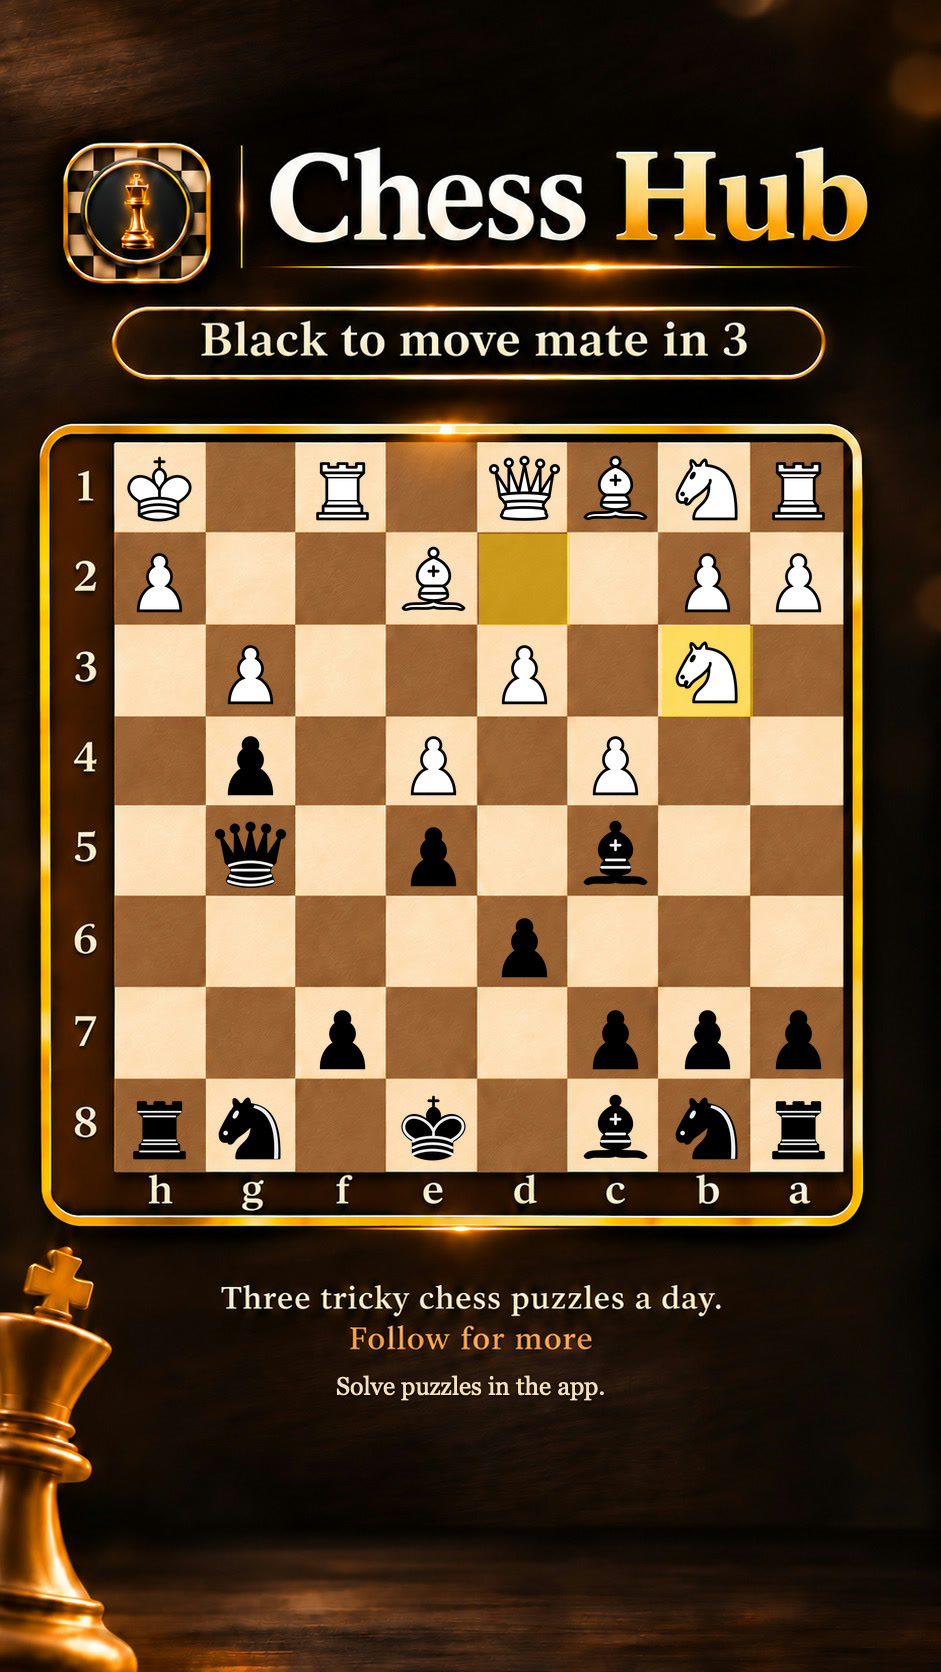 Chess Hub
Black to move mate in 3
1
2
3
4
5
6
7
8
h g f e d c b a
Three tricky chess puzzles a day.
Follow for more
Solve puzzles in the app.